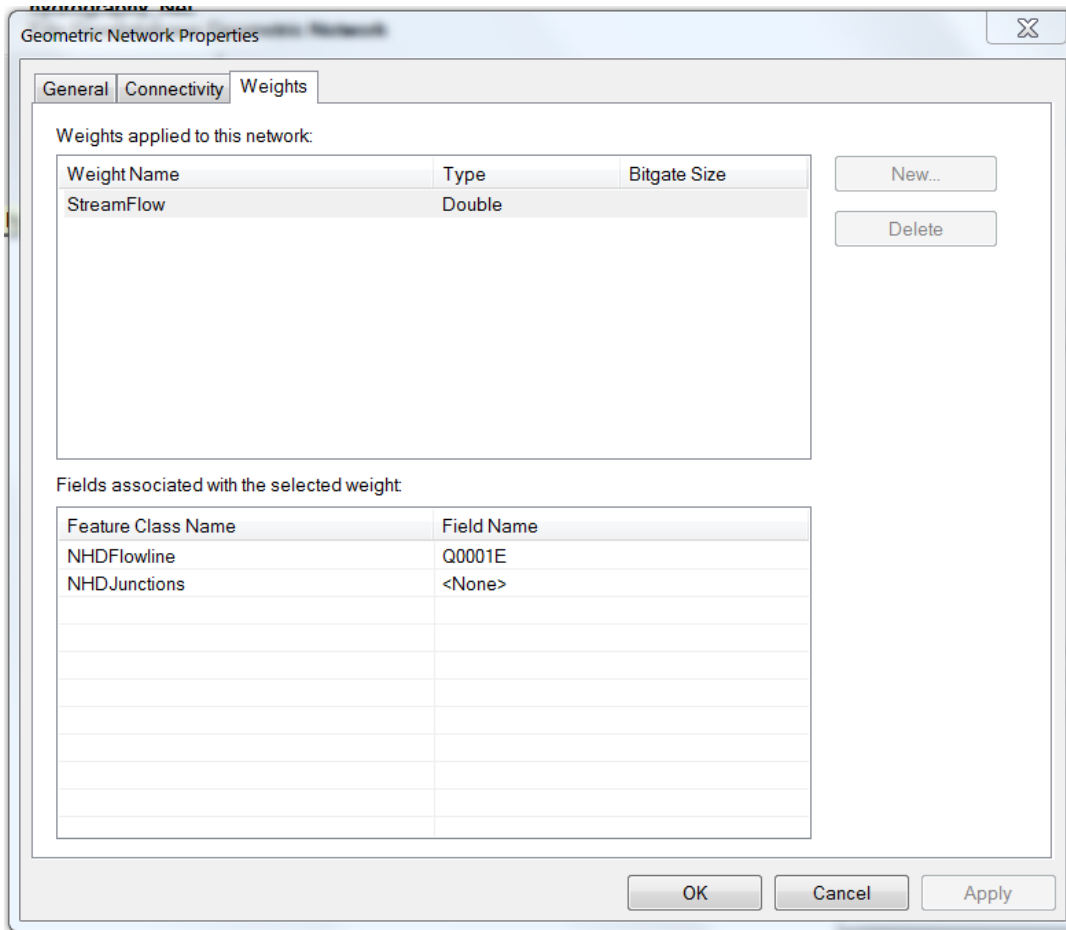 Geometric Network Properties
General Connectivity Weights
Weights applied to this network:
Weight Name Type Bitgate Size
StreamFlow Double
New...
Delete
Fields associated with the selected weight:
Feature Class Name Field Name
NHDFlowline Q0001E
NHDJunctions <None>
OK Cancel Apply